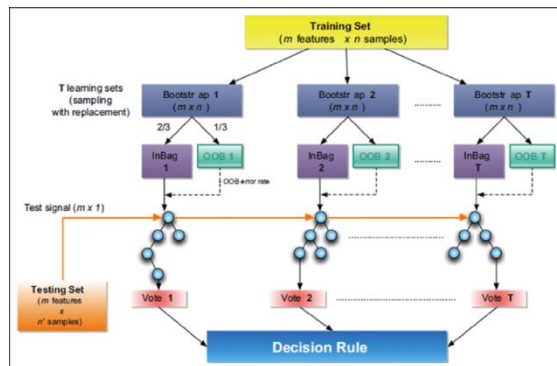 Training Set
(m features x n samples)
T learning sets
(sampling
with replacement)
Bootstr ap 1
(m x n )
Bootstr ap 2
(m x n )
..........
Bootstr ap T
(m x n )
2/3
1/3
InBag
1
OOB 1
InBag
2
OOB 2
..........
InBag
T
OOB T
OOB error rate
Test signal (m x 1)
Testing Set
(m features
x
n' samples)
Vote 1
Vote 2
Vote T
Decision Rule